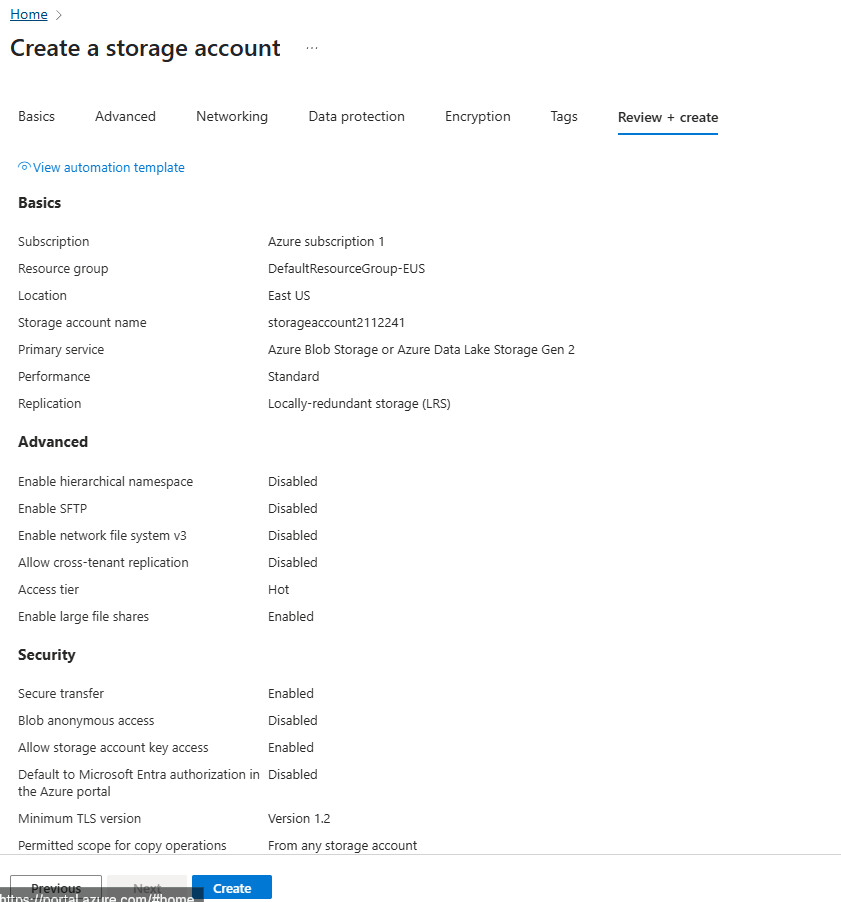 Home
Create a storage account ...
Basics Advanced Networking Data protection Encryption Tags Review + create
View automation template
Basics
Subscription Azure subscription 1
Resource group DefaultResourceGroup-EUS
Location East US
Storage account name storageaccount2112241
Primary service Azure Blob Storage or Azure Data Lake Storage Gen 2
Performance Standard
Replication Locally-redundant storage (LRS)
Advanced
Enable hierarchical namespace Disabled
Enable SFTP Disabled
Enable network file system v3 Disabled
Allow cross-tenant replication Disabled
Access tier Hot
Enable large file shares Enabled
Security
Secure transfer Enabled
Blob anonymous access Disabled
Allow storage account key access Enabled
Default to Microsoft Entra authorization in Disabled
the Azure portal
Minimum TLS version Version 1.2
Permitted scope for copy operations From any storage account
Previous Next Create
https://portal.azure.com/#home